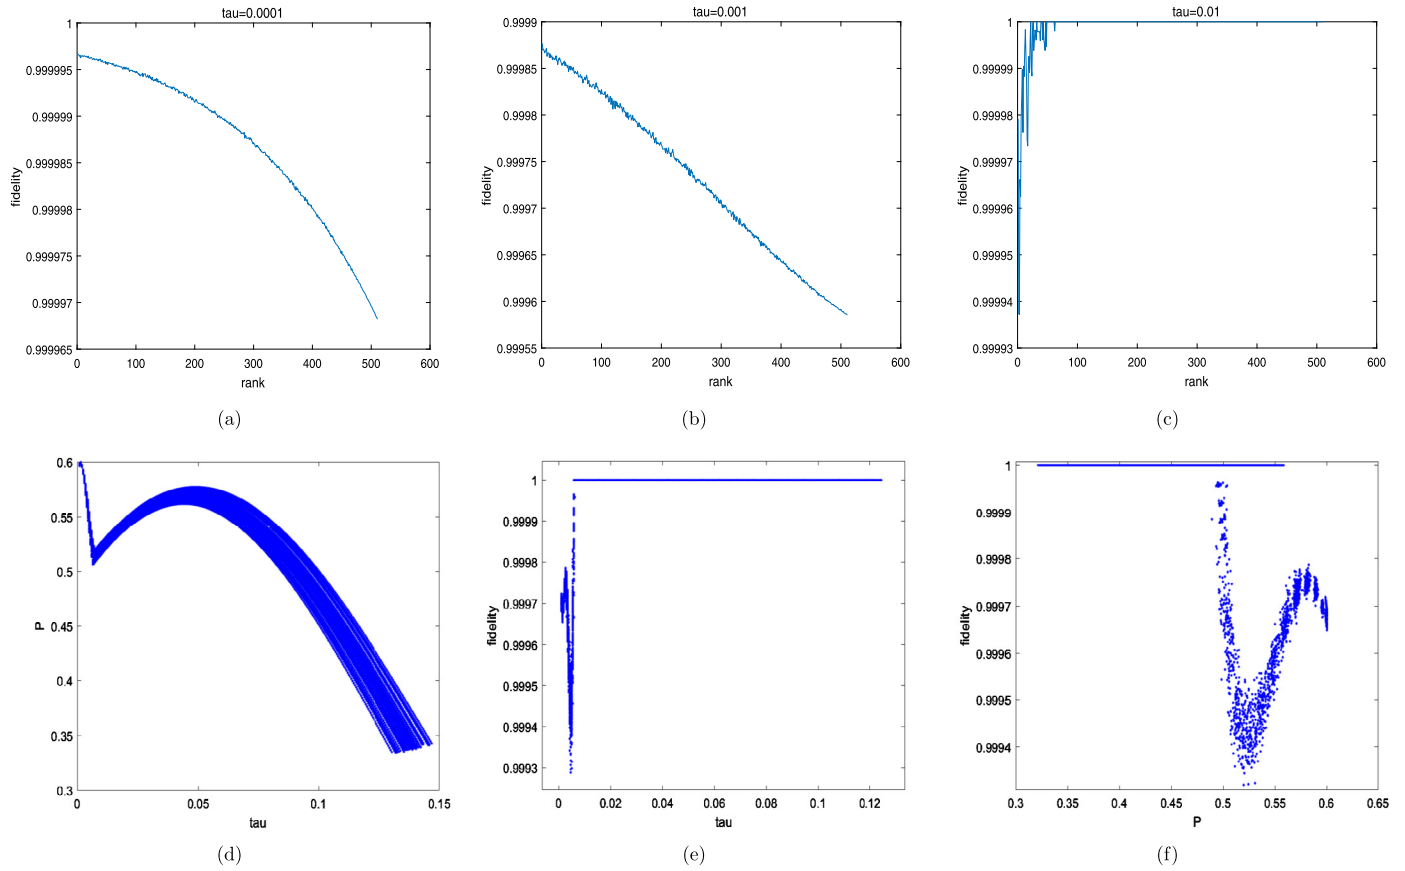 tau=0.0001
1
0.999995
0.99999
0.999985
0.99998
0.999975
0.99997
0.999965
fidelity
0 100 200 300 400 500 600
rank
(a)
tau=0.001
0.9999
0.99985
0.9998
0.99975
0.9997
0.99965
0.9996
0.99955
fidelity
0 100 200 300 400 500 600
rank
(b)
tau=0.01
1
0.99999
0.99998
0.99997
0.99996
0.99995
0.99994
0.99993
fidelity
0 100 200 300 400 500 600
rank
(c)
0.6
0.55
0.5
0.45
0.4
0.35
0.3
P
0 0.05 0.1 0.15
tau
(d)
1
0.9999
0.9998
0.9997
0.9996
0.9995
0.9994
0.9993
fidelity
0 0.02 0.04 0.06 0.08 0.1 0.12
tau
(e)
1
0.9999
0.9998
0.9997
0.9996
0.9995
0.9994
fidelity
0.3 0.35 0.4 0.45 0.5 0.55 0.6 0.65
P
(f)